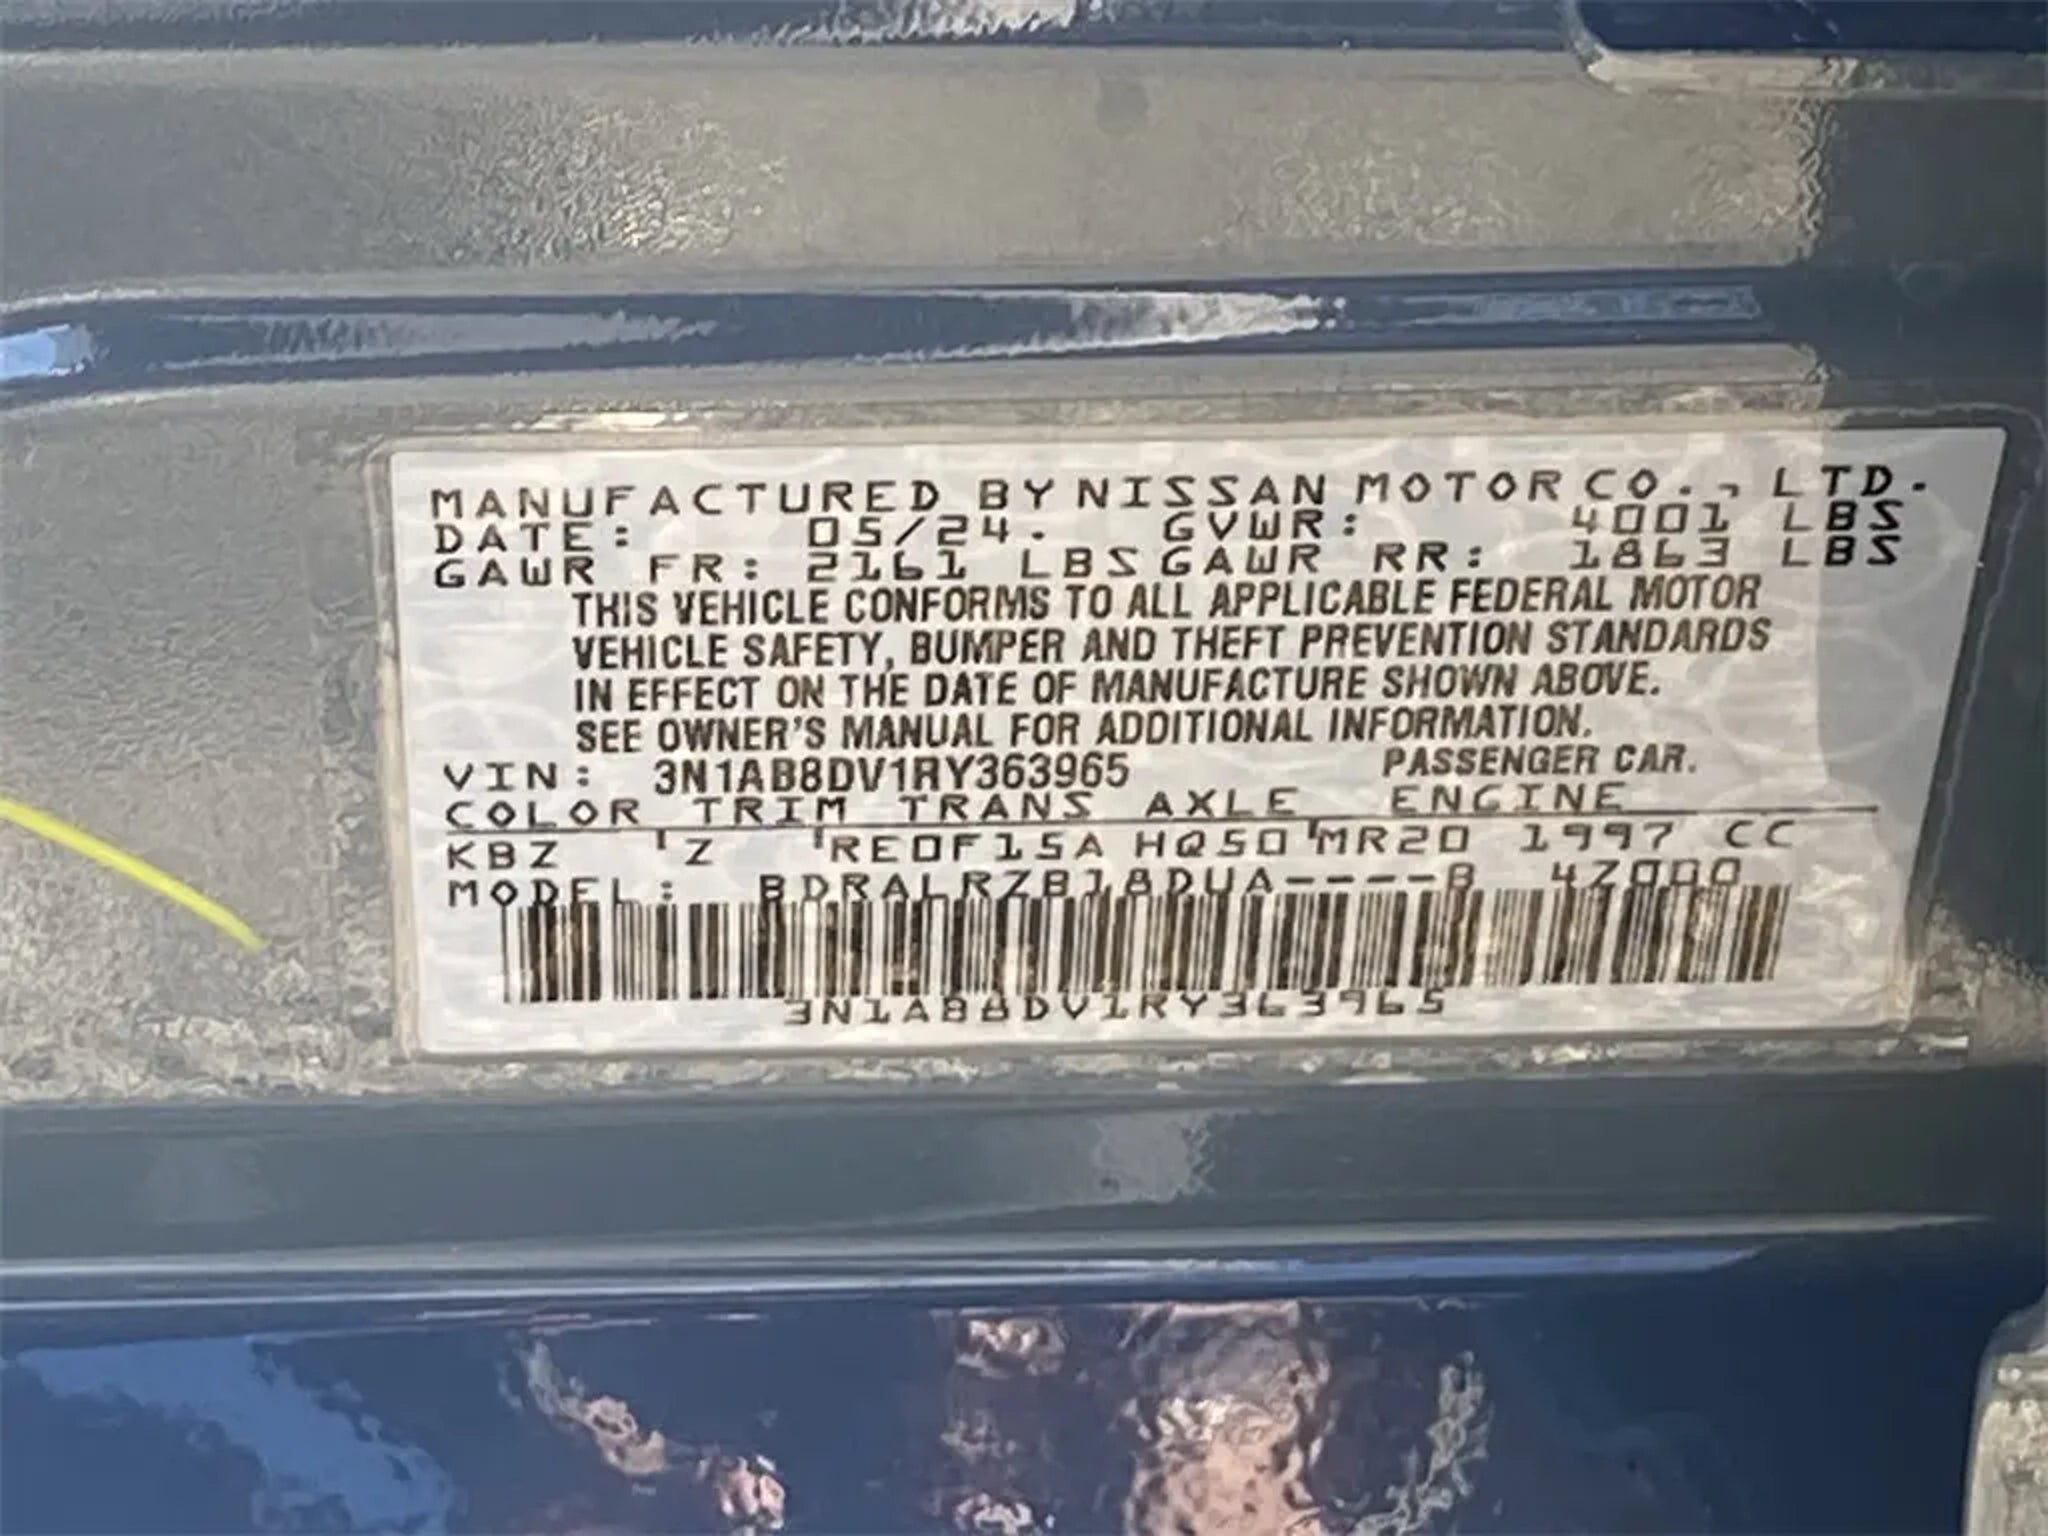 MANUFACTURED BY NISSAN MOTOR CO., LTD.
DATE: 05/24. GVWR: 4001 LBS
GAWR FR: 2161 LBS GAWR RR: 1863 LBS
THIS VEHICLE CONFORMS TO ALL APPLICABLE FEDERAL MOTOR
VEHICLE SAFETY, BUMPER AND THEFT PREVENTION STANDARDS
IN EFFECT ON THE DATE OF MANUFACTURE SHOWN ABOVE.
SEE OWNER'S MANUAL FOR ADDITIONAL INFORMATION.
VIN: 3N1AB8DV1RY363965 PASSENGER CAR.
COLOR TRIM TRANS AXLE ENGINE
KBZ Z RE0F15A HQ50 MR20 1997 CC
MODEL:
3N1AB8DV1RY363965